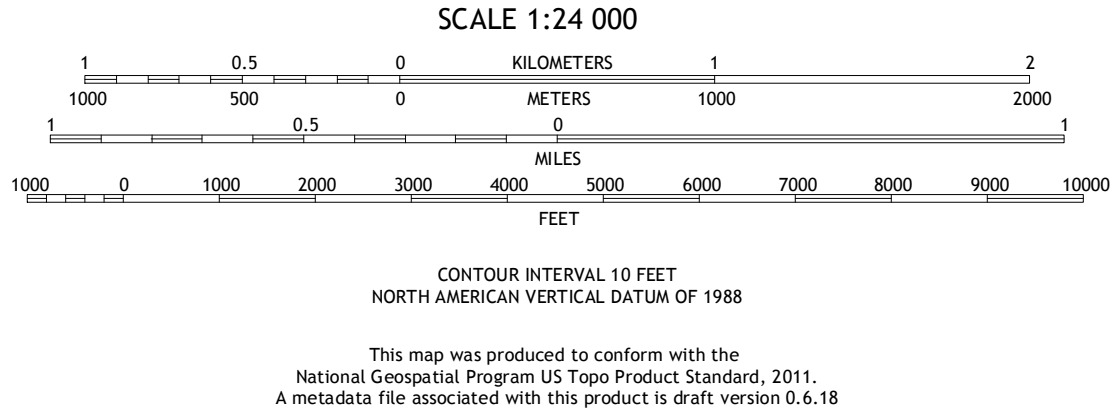 SCALE 1:24 000
1 0.5 0 KILOMETERS 1 2
1000 500 0 METERS 1000 2000
1 0.5 0 1
MILES
1000 0 1000 2000 3000 4000 5000 6000 7000 8000 9000 10000
FEET
CONTOUR INTERVAL 10 FEET
NORTH AMERICAN VERTICAL DATUM OF 1988
This map was produced to conform with the
National Geospatial Program US Topo Product Standard, 2011.
A metadata file associated with this product is draft version 0.6.18